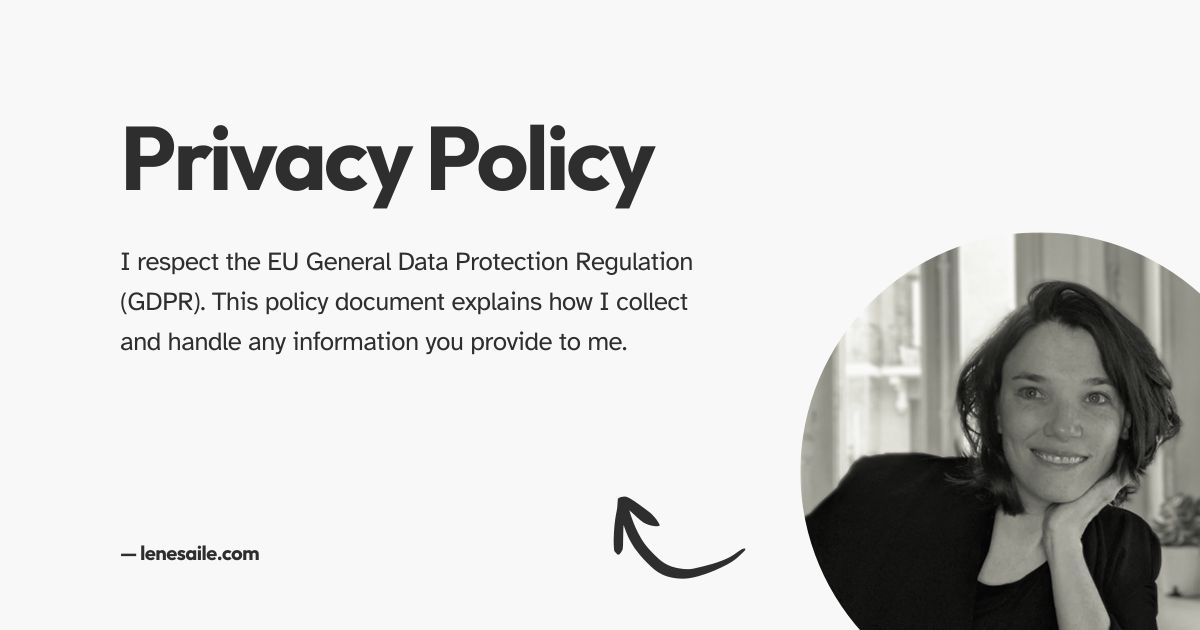 Privacy Policy
I respect the EU General Data Protection Regulation
(GDPR). This policy document explains how I collect
and handle any information you provide to me.
— lenesaile.com